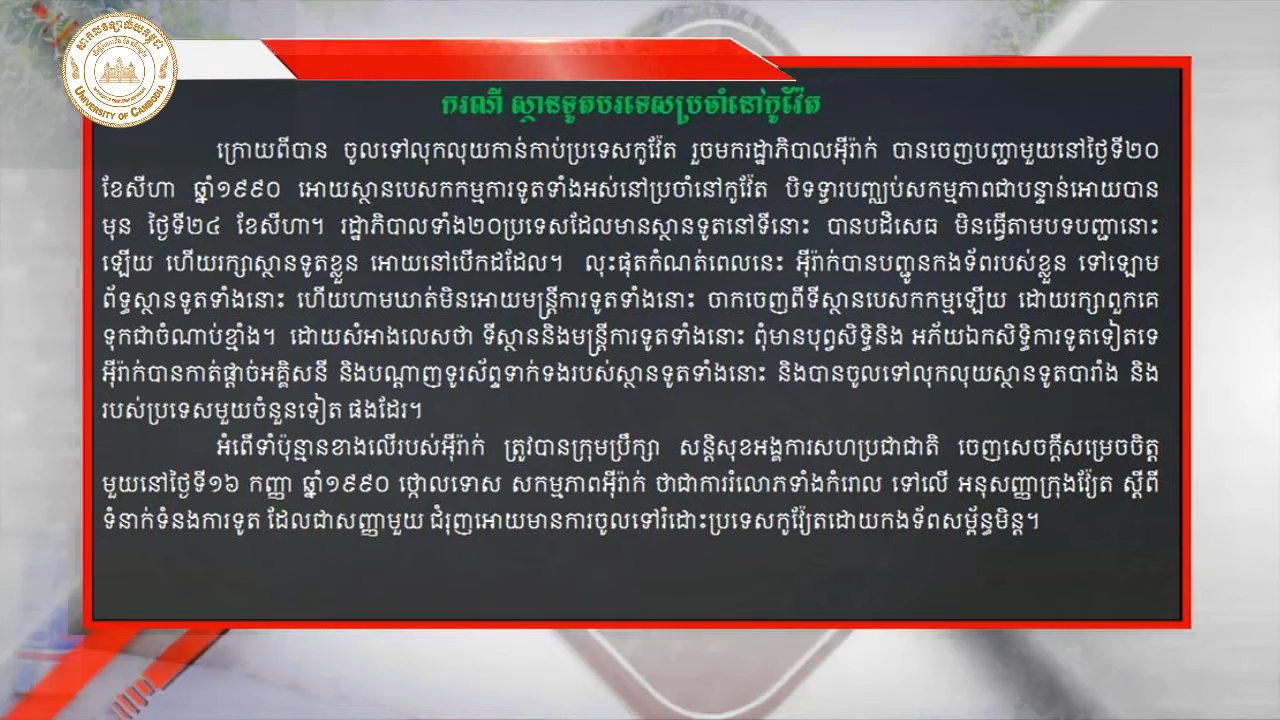 សាកលវិទ្យាល័យកម្ពុជា
UNIVERSITY OF CAMBODIA
ករណី ស្ថានទូតបរទេសប្រចាំនៅកូវ៉ែត
ក្រោយពីបាន ចូលទៅលុកលុយកាន់កាប់ប្រទេសកូវ៉ែត រួចមករដ្ឋាភិបាលអ៊ីរ៉ាក់ បានចេញបញ្ជាមួយនៅថ្ងៃទី២០
ខែសីហា ឆ្នាំ១៩៩០ អោយស្ថានបេសកកម្មការទូតទាំងអស់នៅប្រចាំនៅកូវ៉ែត បិទទ្វារបញ្ឈប់សកម្មភាពជាបន្ទាន់អោយបាន
មុន ថ្ងៃទី២៤ ខែសីហា។ រដ្ឋាភិបាលទាំង២០ប្រទេសដែលមានស្ថានទូតនៅទីនោះ បានបដិសេធ មិនធ្វើតាមបទបញ្ជានោះ
ឡើយ ហើយរក្សាស្ថានទូតខ្លួន អោយនៅបើកដដែល។ លុះផុតកំណត់ពេលនេះ អ៊ីរ៉ាក់បានបញ្ជូនកងទ័ពរបស់ខ្លួន ទៅឡោម
ព័ទ្ធស្ថានទូតទាំងនោះ ហើយហាមឃាត់មិនអោយមន្ត្រីការទូតទាំងនោះ ចាកចេញពីទីស្ថានបេសកកម្មឡើយ ដោយរក្សាពួកគេ
ទុកជាចំណាប់ខ្មាំង។ ដោយសំអាងលេសថា ទីស្ថាននិងមន្ត្រីការទូតទាំងនោះ ពុំមានបុព្វសិទ្ធិនិង អភ័យឯកសិទ្ធិការទូតទៀតទេ
អ៊ីរ៉ាក់បានកាត់ផ្តាច់អគ្គិសនី និងបណ្តាញទូរស័ព្ទទាក់ទងរបស់ស្ថានទូតទាំងនោះ និងបានចូលទៅលុកលុយស្ថានទូតបារាំង និង
របស់ប្រទេសមួយចំនួនទៀត ផងដែរ។
អំពើទាំប៉ុន្មានខាងលើរបស់អ៊ីរ៉ាក់ ត្រូវបានក្រុមប្រឹក្សា សន្តិសុខអង្គការសហប្រជាជាតិ ចេញសេចក្តីសម្រេចចិត្ត
មួយនៅថ្ងៃទី១៦ កញ្ញា ឆ្នាំ១៩៩០ ថ្កោលទោស សកម្មភាពអ៊ីរ៉ាក់ ថាជាការរំលោភទាំងកំរោល ទៅលើ អនុសញ្ញាក្រុងវ្យែត ស្តីពី
ទំនាក់ទំនងការទូត ដែលជាសញ្ញាមួយ ជំរុញអោយមានការចូលទៅរំដោះប្រទេសកូវ្យែតដោយកងទ័ពសម្ព័ន្ធមិន្ត។